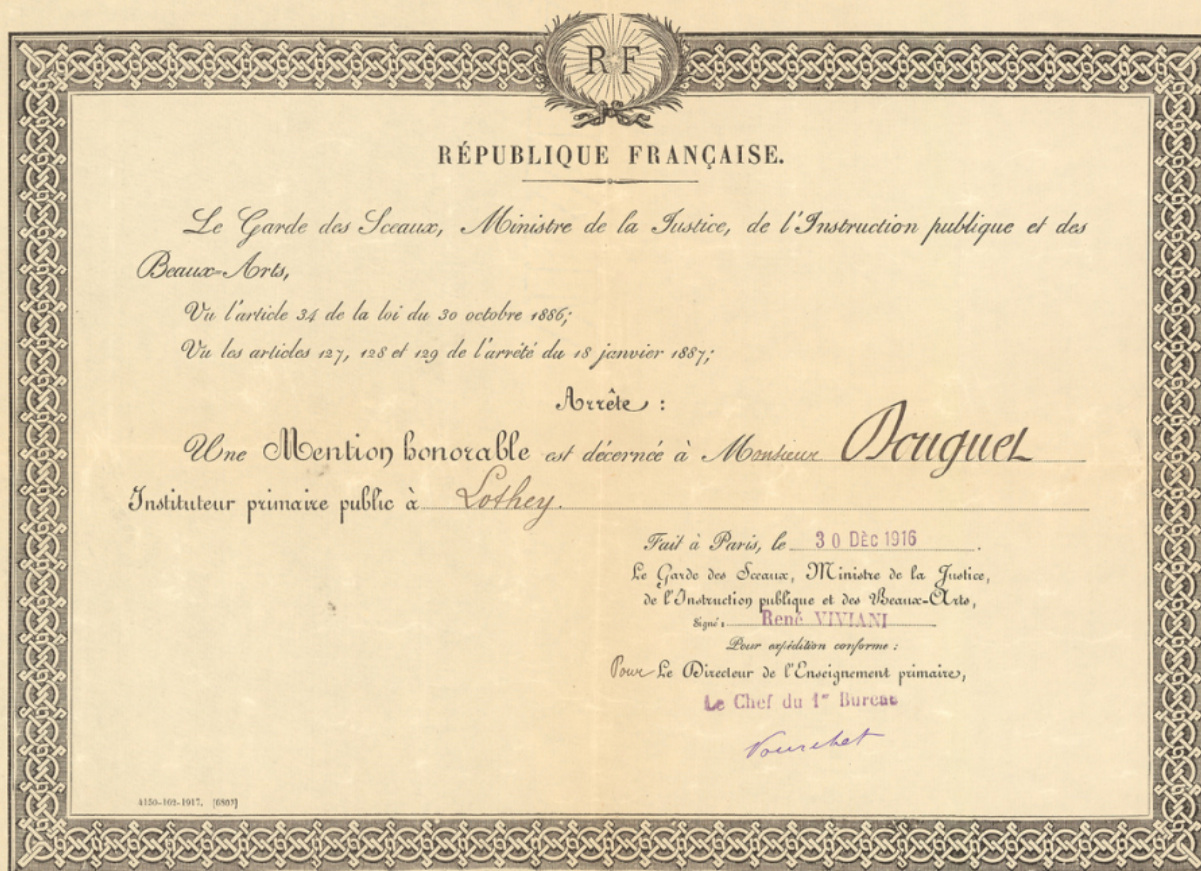 RF
RÉPUBLIQUE FRANÇAISE.
Le Garde des Sceaux, Ministre de la Justice, de l'Instruction publique et des
Beaux-Arts,
Vu l'article 34 de la loi du 30 octobre 1886;
Vu les articles 127, 128 et 129 de l'arrêté du 18 janvier 1887;
Arrête :
Une Mention honorable est décernée à Monsieur Douguet
Instituteur primaire public à Lothey.
Fait à Paris, le 30 Déc 1916.
Le Garde des Sceaux, Ministre de la Justice,
de l'Instruction publique et des Beaux-Arts,
Signé : René VIVIANI
Pour expédition conforme :
Pour Le Directeur de l'Enseignement primaire,
Le Chef du 1er Bureau
A150-102-1917. [6803]